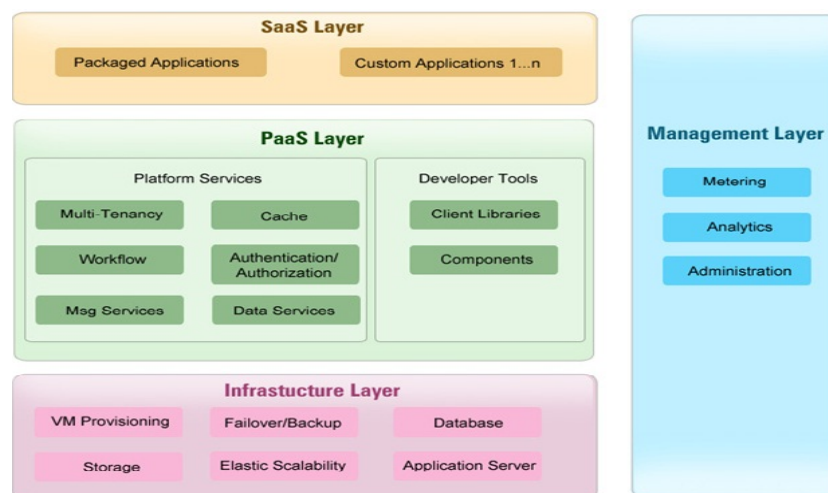 SaaS Layer
Packaged Applications
Custom Applications 1...n
PaaS Layer
Platform Services
Multi-Tenancy
Cache
Workflow
Authentication/
Authorization
Msg Services
Data Services
Developer Tools
Client Libraries
Components
Infrastucture Layer
VM Provisioning
Failover/Backup
Database
Storage
Elastic Scalability
Application Server
Management Layer
Metering
Analytics
Administration